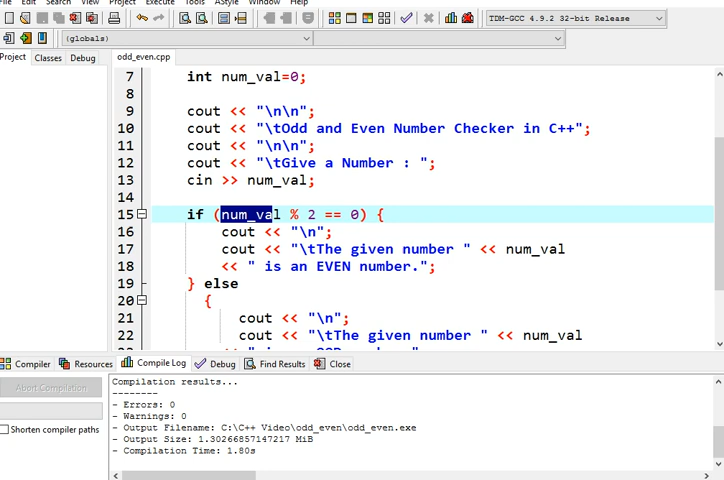 File Edit Search View Project Execute Tools AStyle Window Help
TDM-GCC 4.9.2 32-bit Release
(globals)
Project Classes Debug
odd_even.cpp
7 int num_val=0;
8
9 cout << "\n\n";
10 cout << "\tOdd and Even Number Checker in C++";
11 cout << "\n\n";
12 cout << "\tGive a Number : ";
13 cin >> num_val;
14
15 if (num_val % 2 == 0) {
16 cout << "\n";
17 cout << "\tThe given number " << num_val
18 << " is an EVEN number.";
19 } else
20 {
21 cout << "\n";
22 cout << "\tThe given number " << num_val
Compiler Resources Compile Log Debug Find Results Close
Abort Compilation
Shorten compiler paths
Compilation results...
--------
- Errors: 0
- Warnings: 0
- Output Filename: C:\C++ Video\odd_even\odd_even.exe
- Output Size: 1.30266857147217 MiB
- Compilation Time: 1.80s